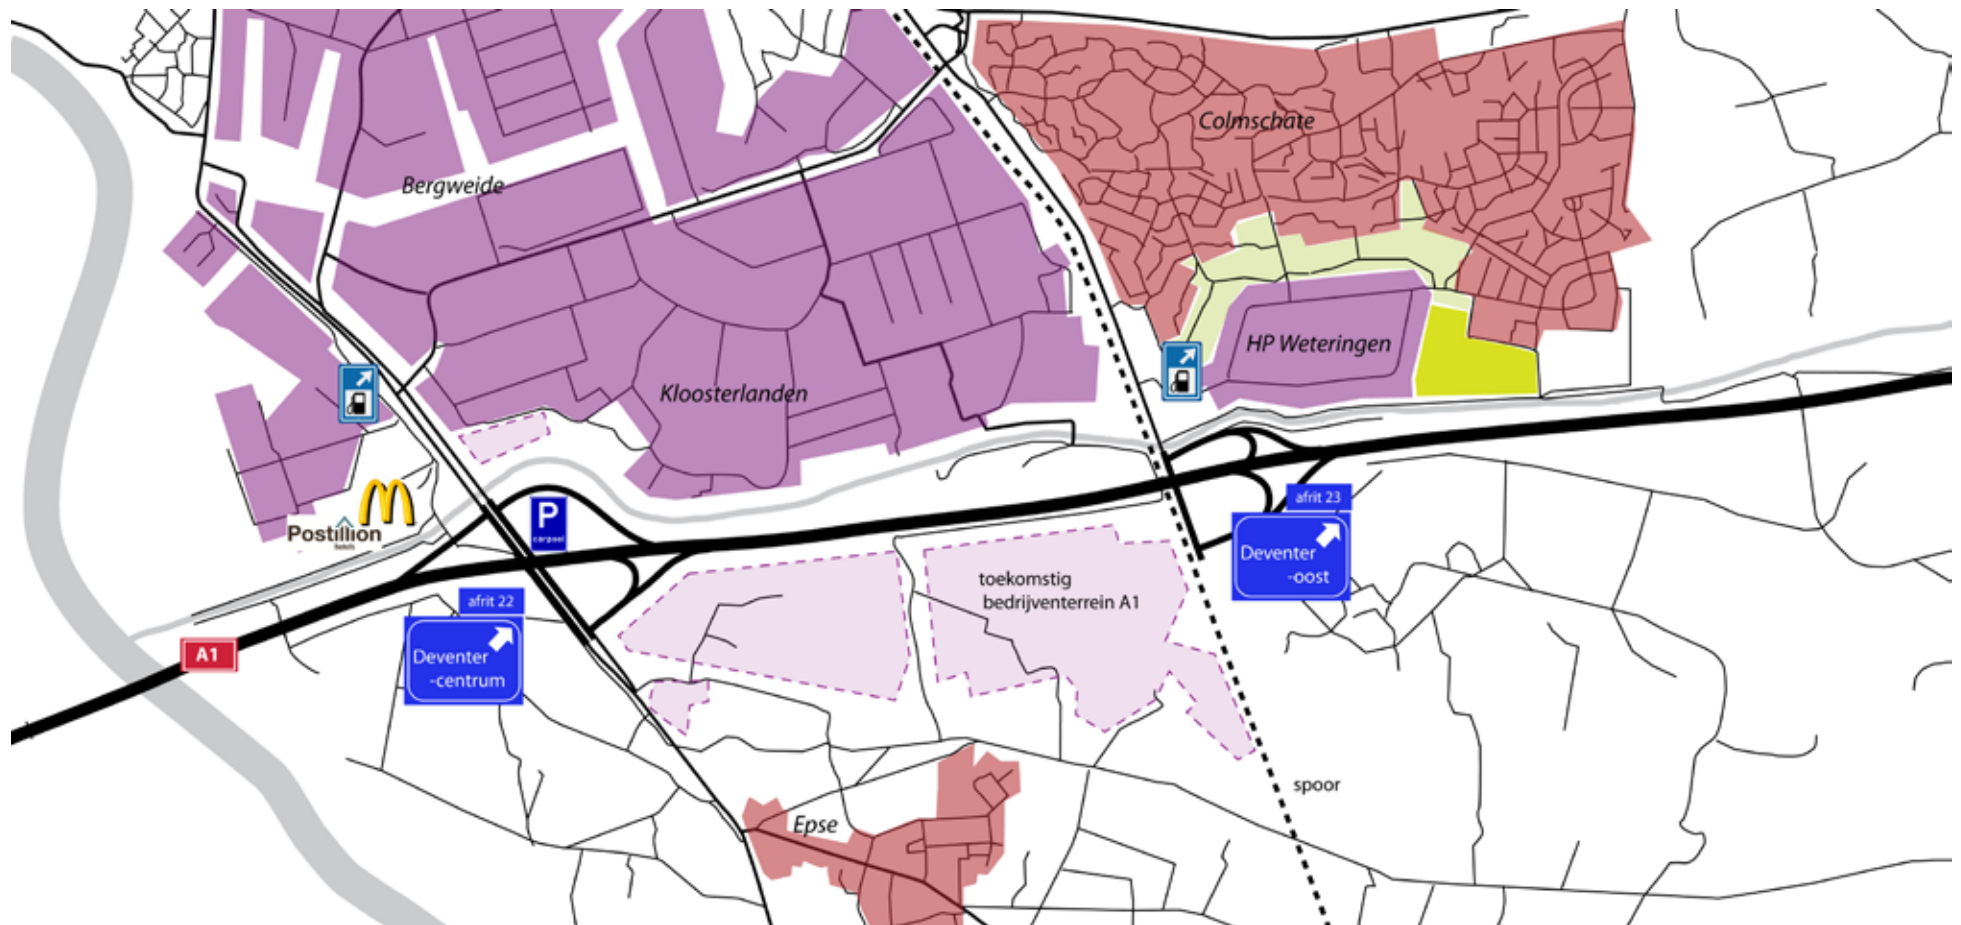 Colmschate
Bergweide
HP Weteringen
Kloosterlanden
afrit 23
P
carpool
Postillion
hotels
Deventer
-oost
toekomstig
bedrijventerrein A1
afrit 22
A1
Deventer
-centrum
spoor
Epse